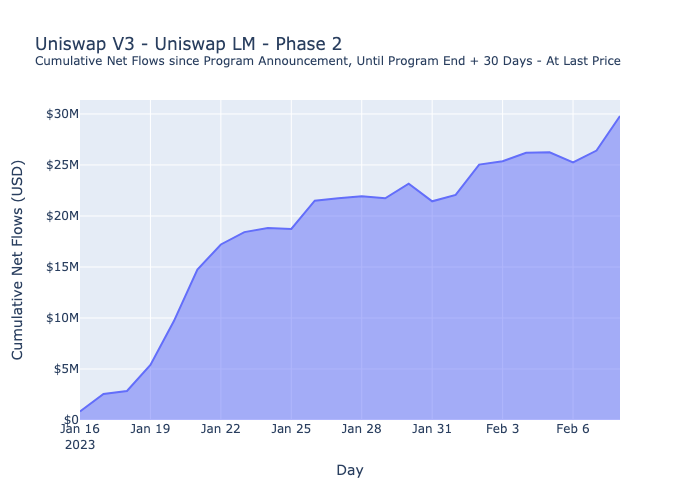 Uniswap V3 - Uniswap LM - Phase 2
Cumulative Net Flows since Program Announcement, Until Program End + 30 Days - At Last Price
Cumulative Net Flows (USD)
$30M
$25M
$20M
$15M
$10M
$5M
$0
Jan 16
2023
Jan 19
Jan 22
Jan 25
Jan 28
Jan 31
Feb 3
Feb 6
Day